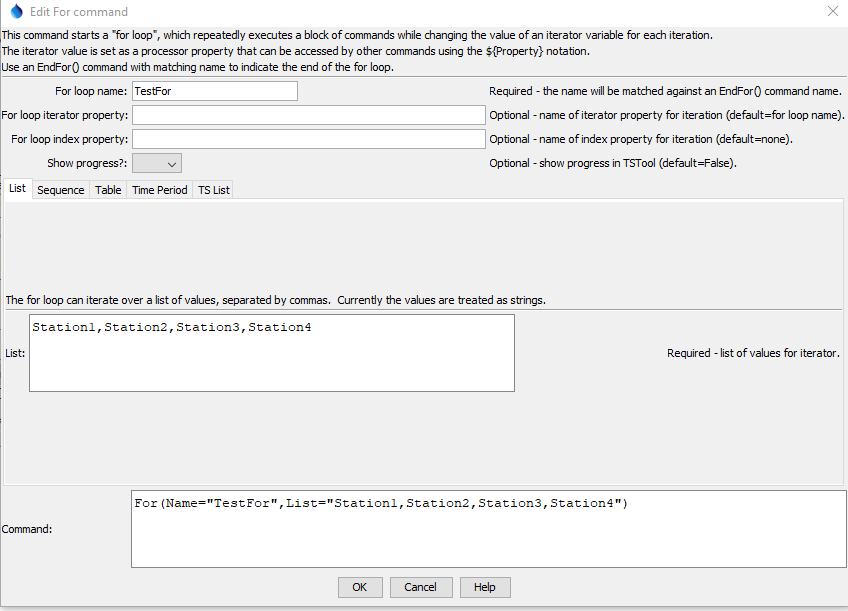 Edit For command
This command starts a "for loop", which repeatedly executes a block of commands while changing the value of an iterator variable for each iteration.
The iterator value is set as a processor property that can be accessed by other commands using the ${Property} notation.
Use an EndFor() command with matching name to indicate the end of the for loop.
For loop name: TestFor Required - the name will be matched against an EndFor() command name.
For loop iterator property: Optional - name of iterator property for iteration (default=for loop name).
For loop index property: Optional - name of index property for iteration (default=none).
Show progress?: Optional - show progress in TSTool (default=False).
List Sequence Table Time Period TS List
The for loop can iterate over a list of values, separated by commas.  Currently the values are treated as strings.
Station1,Station2,Station3,Station4
List: Required - list of values for iterator.
For(Name="TestFor",List="Station1,Station2,Station3,Station4")
Command:
OK Cancel Help